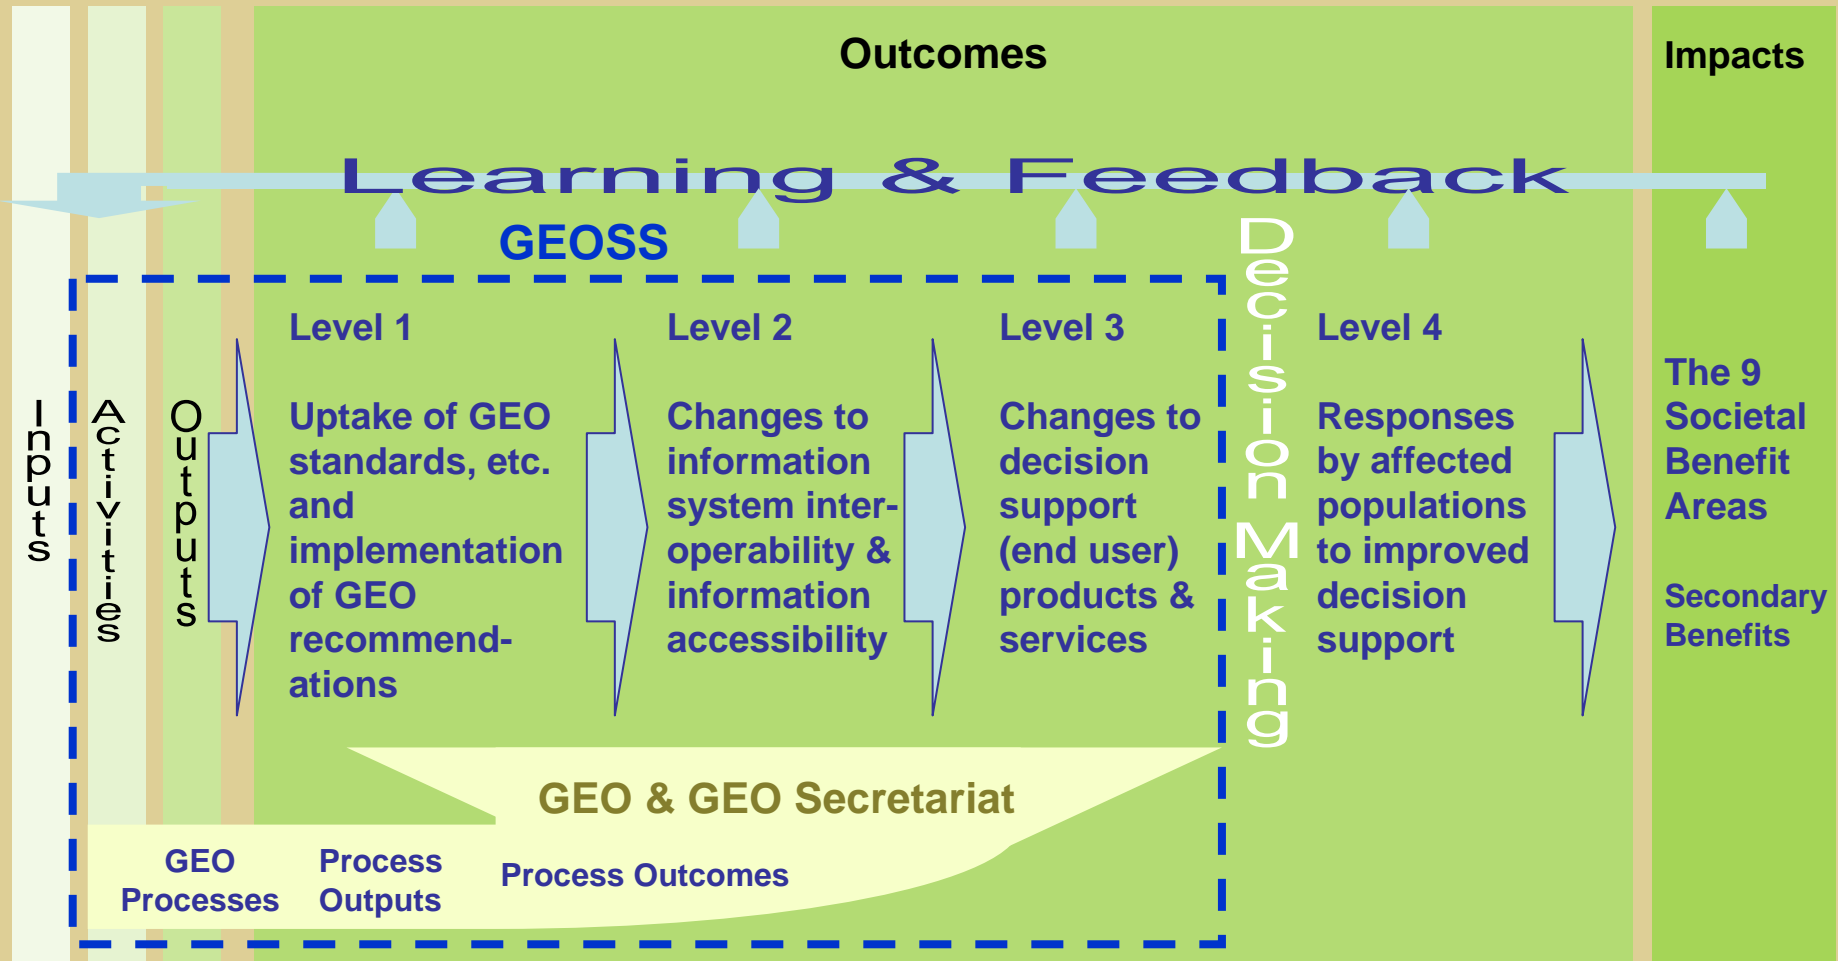 Outcomes
Impacts
Learning & Feedback
GEOSS
Inputs
Activities
Outputs
Level 1
Uptake of GEO
standards, etc.
and
implementation
of GEO
recommend-
ations
Level 2
Changes to
information
system inter-
operability &
information
accessibility
Level 3
Changes to
decision
support
(end user)
products &
services
Decision Making
Level 4
Responses
by affected
populations
to improved
decision
support
The 9
Societal
Benefit
Areas
Secondary
Benefits
GEO & GEO Secretariat
GEO
Processes
Process
Outputs
Process Outcomes